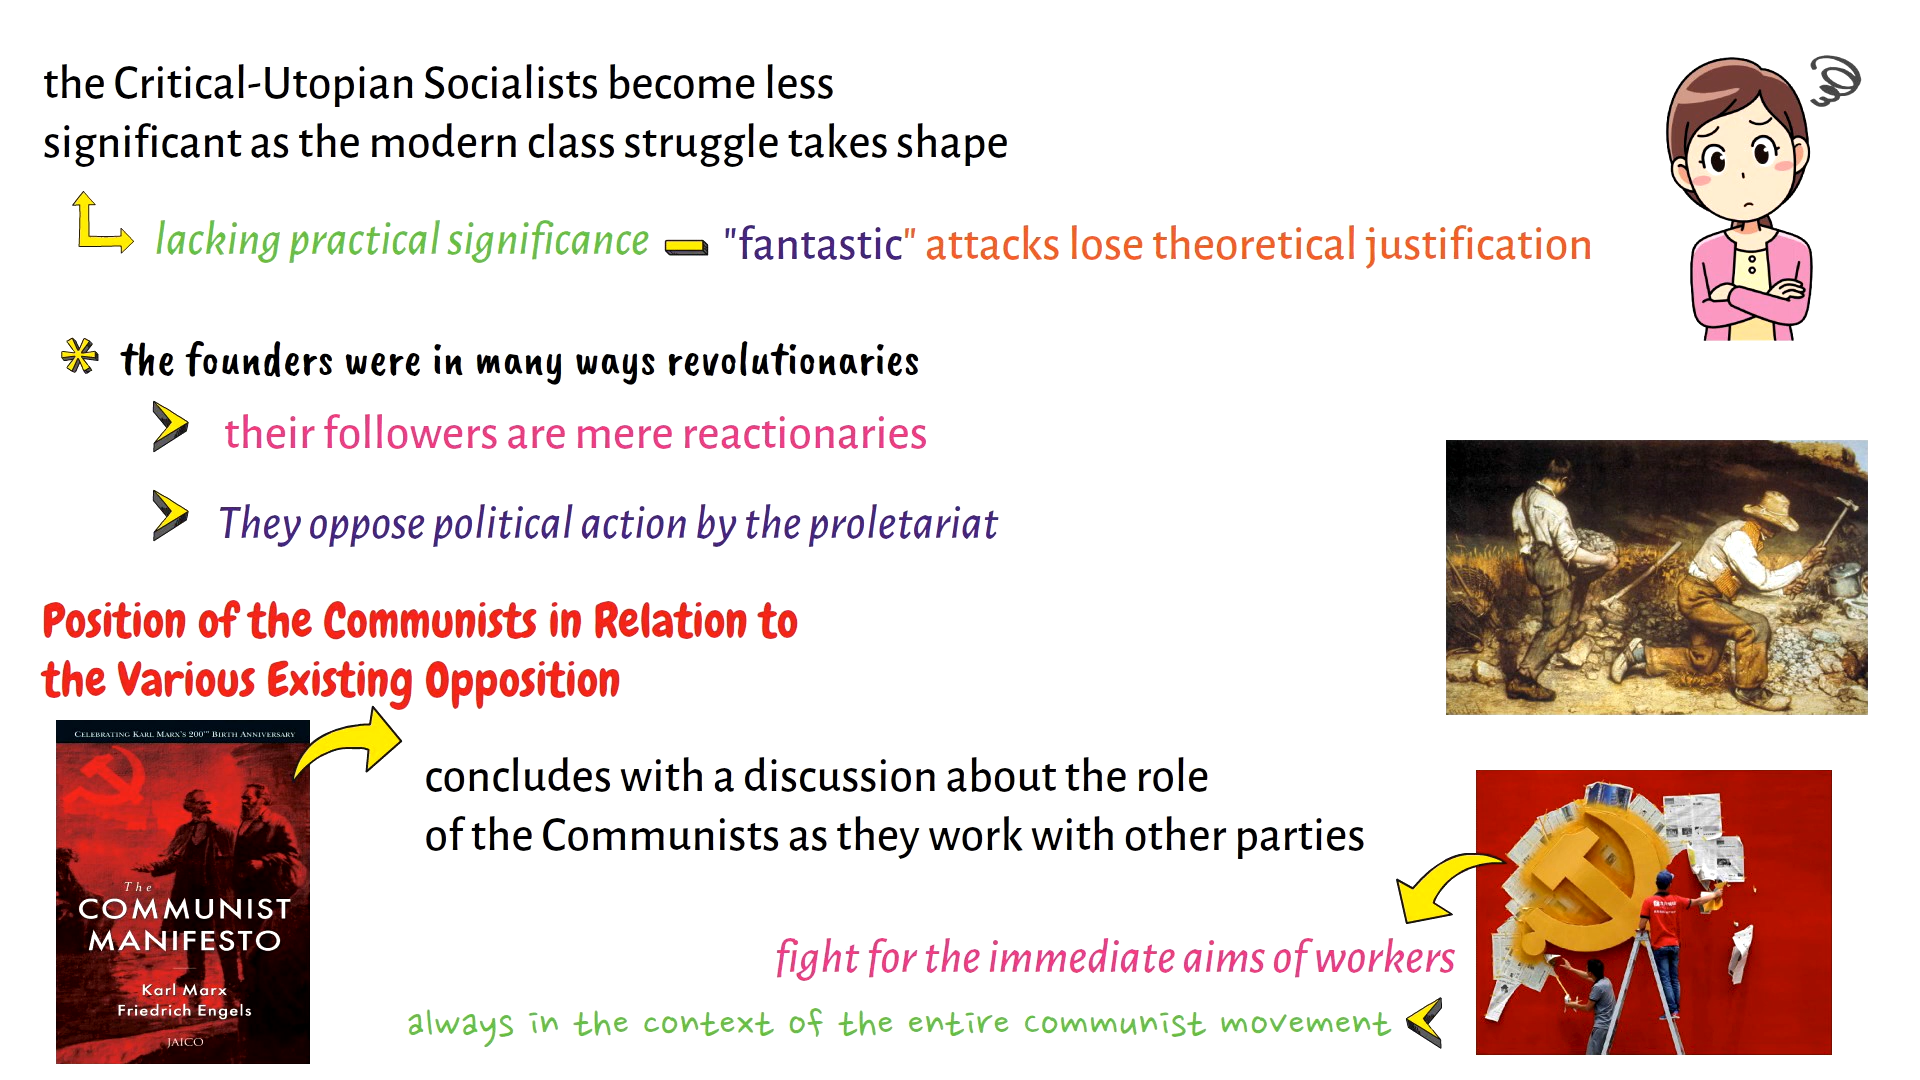 the Critical-Utopian Socialists become less
significant as the modern class struggle takes shape
lacking practical significance
"fantastic" attacks lose theoretical justification
the founders were in many ways revolutionaries
their followers are mere reactionaries
They oppose political action by the proletariat
Position of the Communists in Relation to
the Various Existing Opposition
CELEBRATING KARL MARX'S 200TH BIRTH ANNIVERSARY
The
COMMUNIST
MANIFESTO
Karl Marx
Friedrich Engels
JAICO
concludes with a discussion about the role
of the Communists as they work with other parties
fight for the immediate aims of workers
always in the context of the entire communist movement